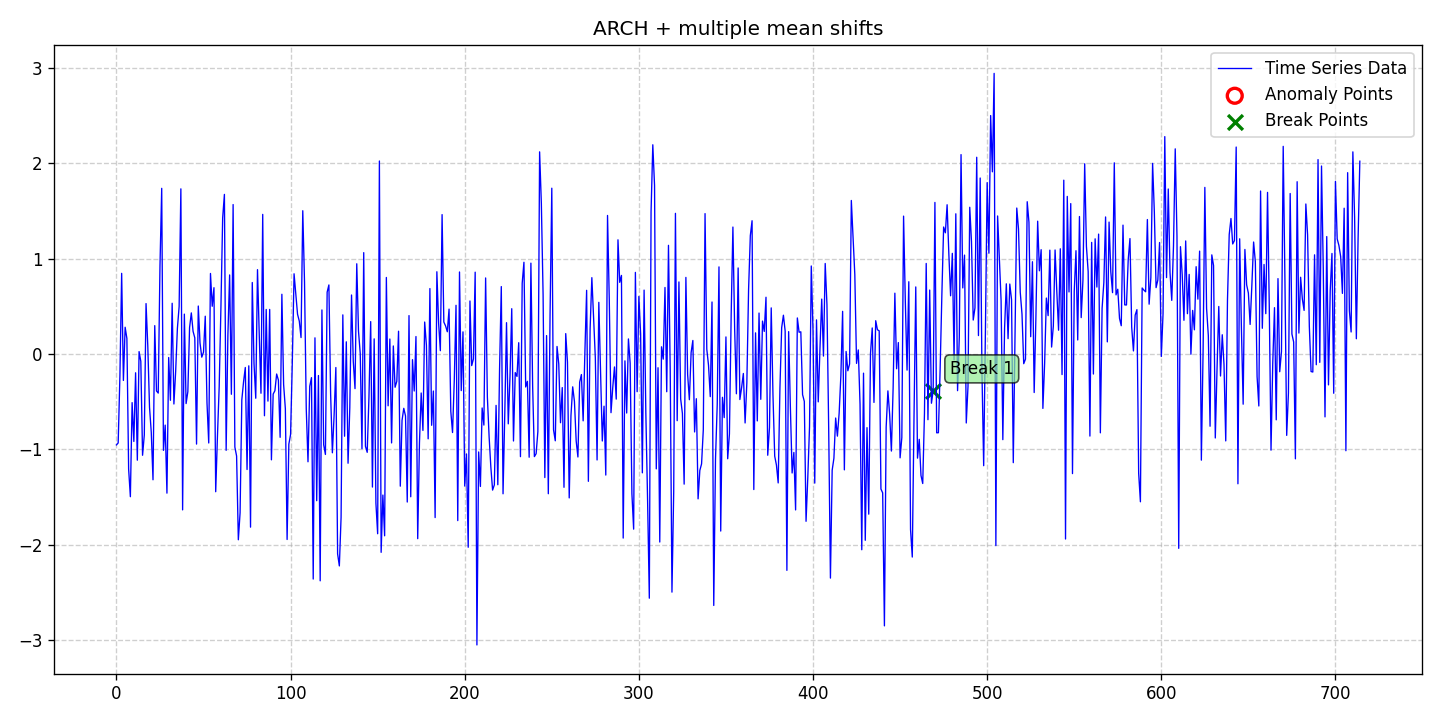 ARCH + multiple mean shifts
Time Series Data
Anomaly Points
Break Points
Break 1
3
2
1
0
−1
−2
−3
0 100 200 300 400 500 600 700